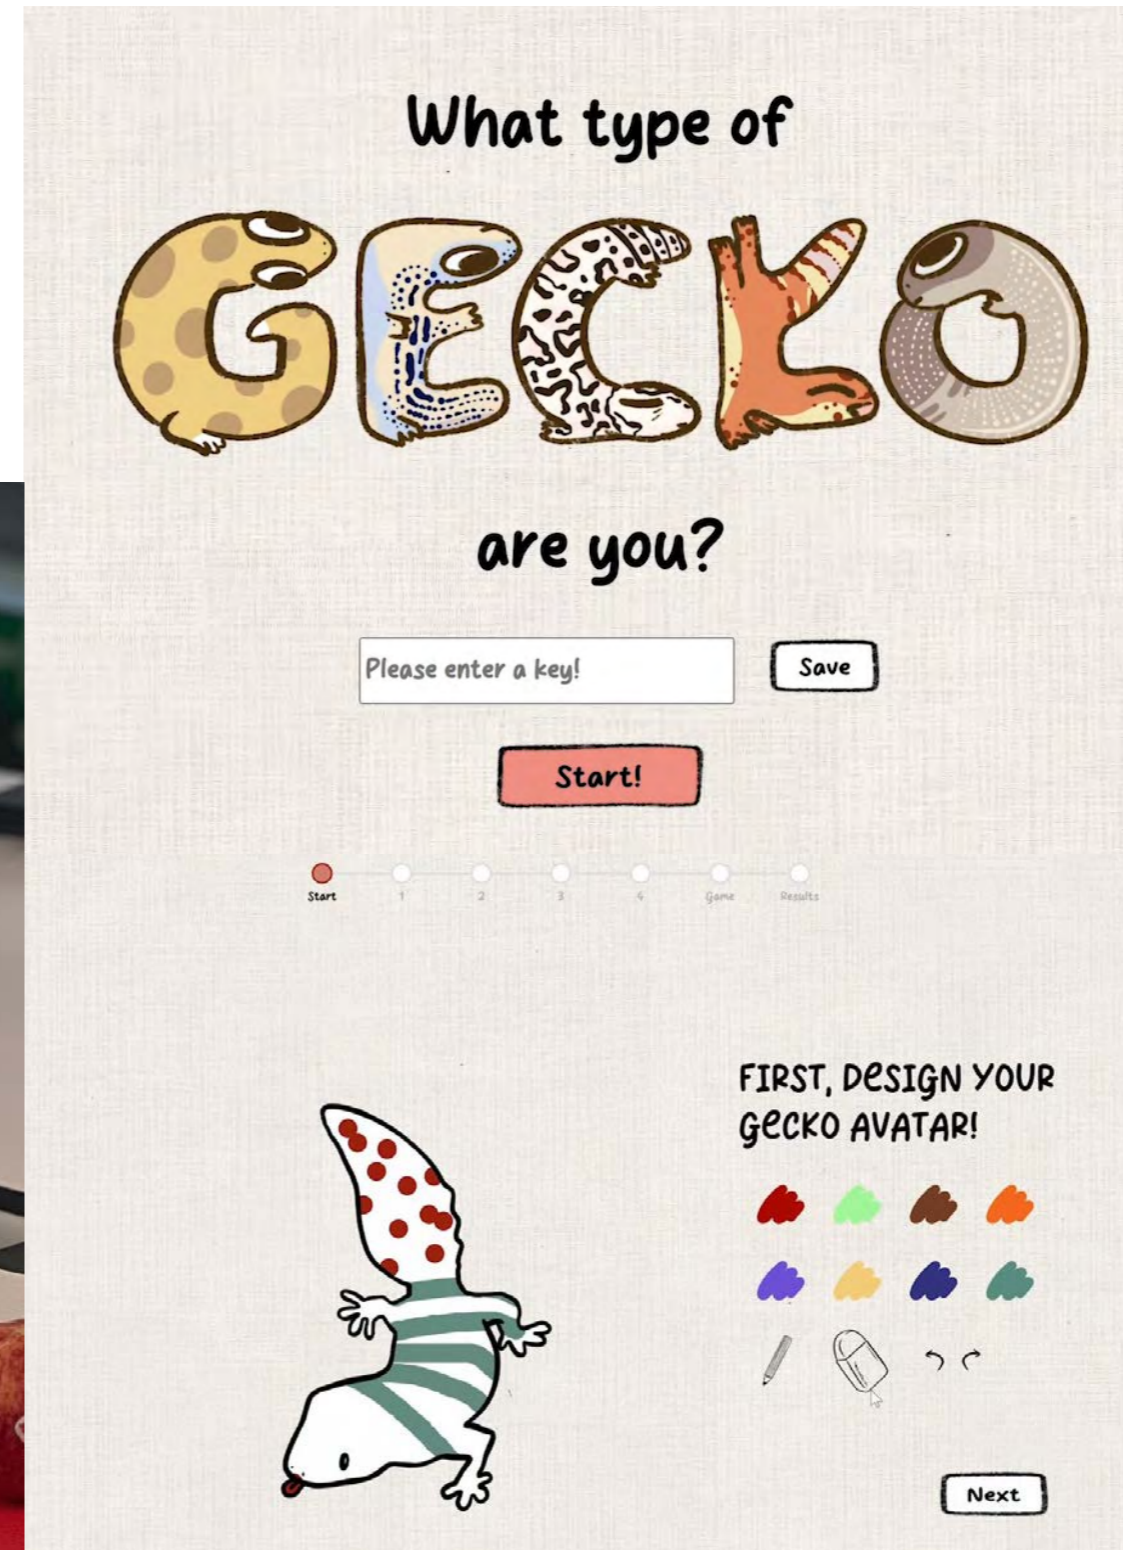 What type of
GECKO
are you?
Please enter a key!
Save
Start!
Start 1 2 3 4 Game Results
FIRST, DESIGN YOUR
GECKO AVATAR!
Next